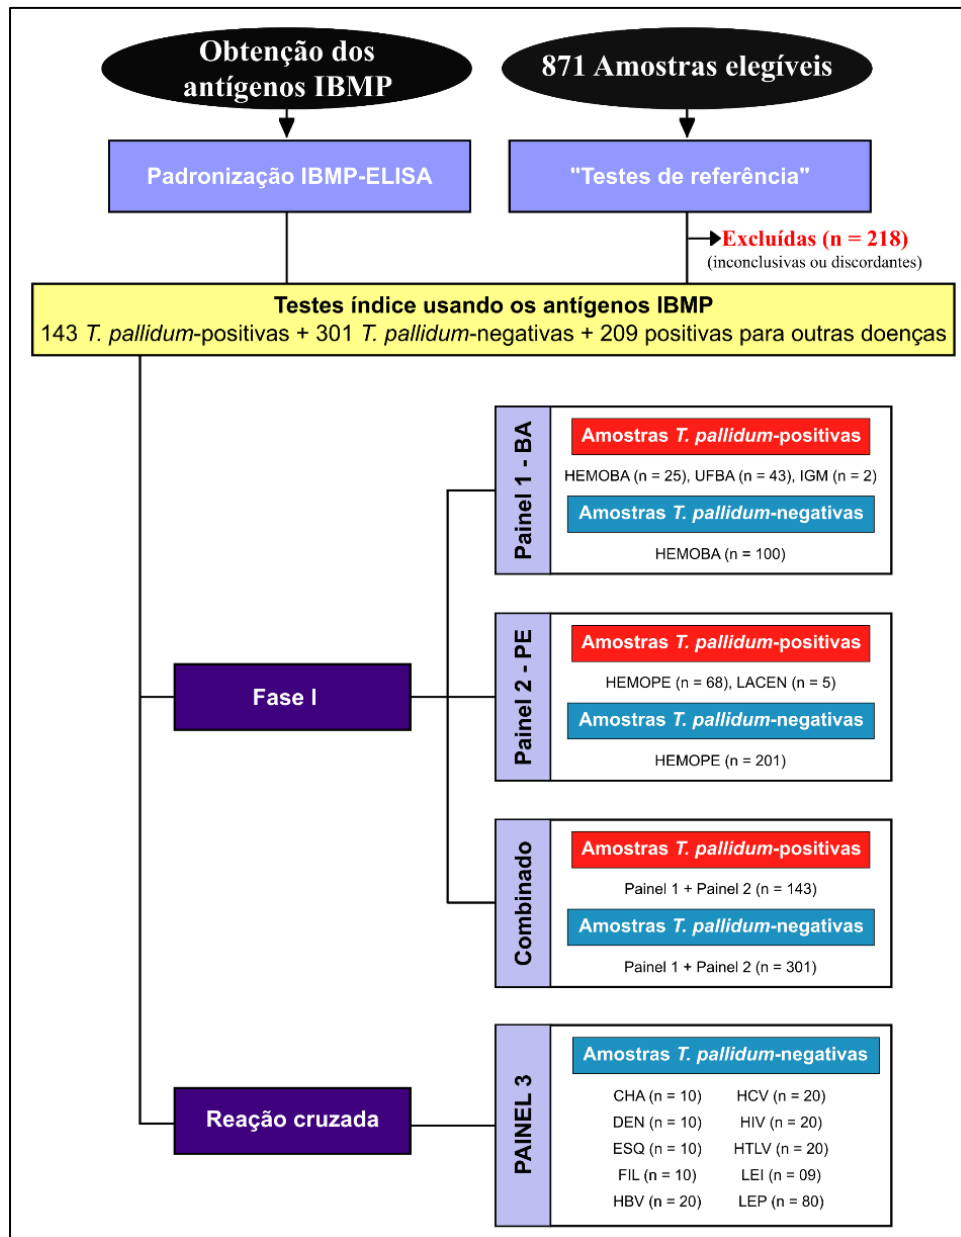 Obtenção dos
antígenos IBMP
871 Amostras elegíveis
Padronização IBMP-ELISA
"Testes de referência"
Excluídas (n = 218)
(inconclusivas ou discordantes)
Testes índice usando os antígenos IBMP
143 T. pallidum-positivas + 301 T. pallidum-negativas + 209 positivas para outras doenças
Painel 1 - BA
Amostras T. pallidum-positivas
HEMOBA (n = 25), UFBA (n = 43), IGM (n = 2)
Amostras T. pallidum-negativas
HEMOBA (n = 100)
Fase I
Painel 2 - PE
Amostras T. pallidum-positivas
HEMOPE (n = 68), LACEN (n = 5)
Amostras T. pallidum-negativas
HEMOPE (n = 201)
Combinado
Amostras T. pallidum-positivas
Painel 1 + Painel 2 (n = 143)
Amostras T. pallidum-negativas
Painel 1 + Painel 2 (n = 301)
Reação cruzada
PAINEL 3
Amostras T. pallidum-negativas
CHA (n = 10) HCV (n = 20)
DEN (n = 10) HIV (n = 20)
ESQ (n = 10) HTLV (n = 20)
FIL (n = 10) LEI (n = 09)
HBV (n = 20) LEP (n = 80)